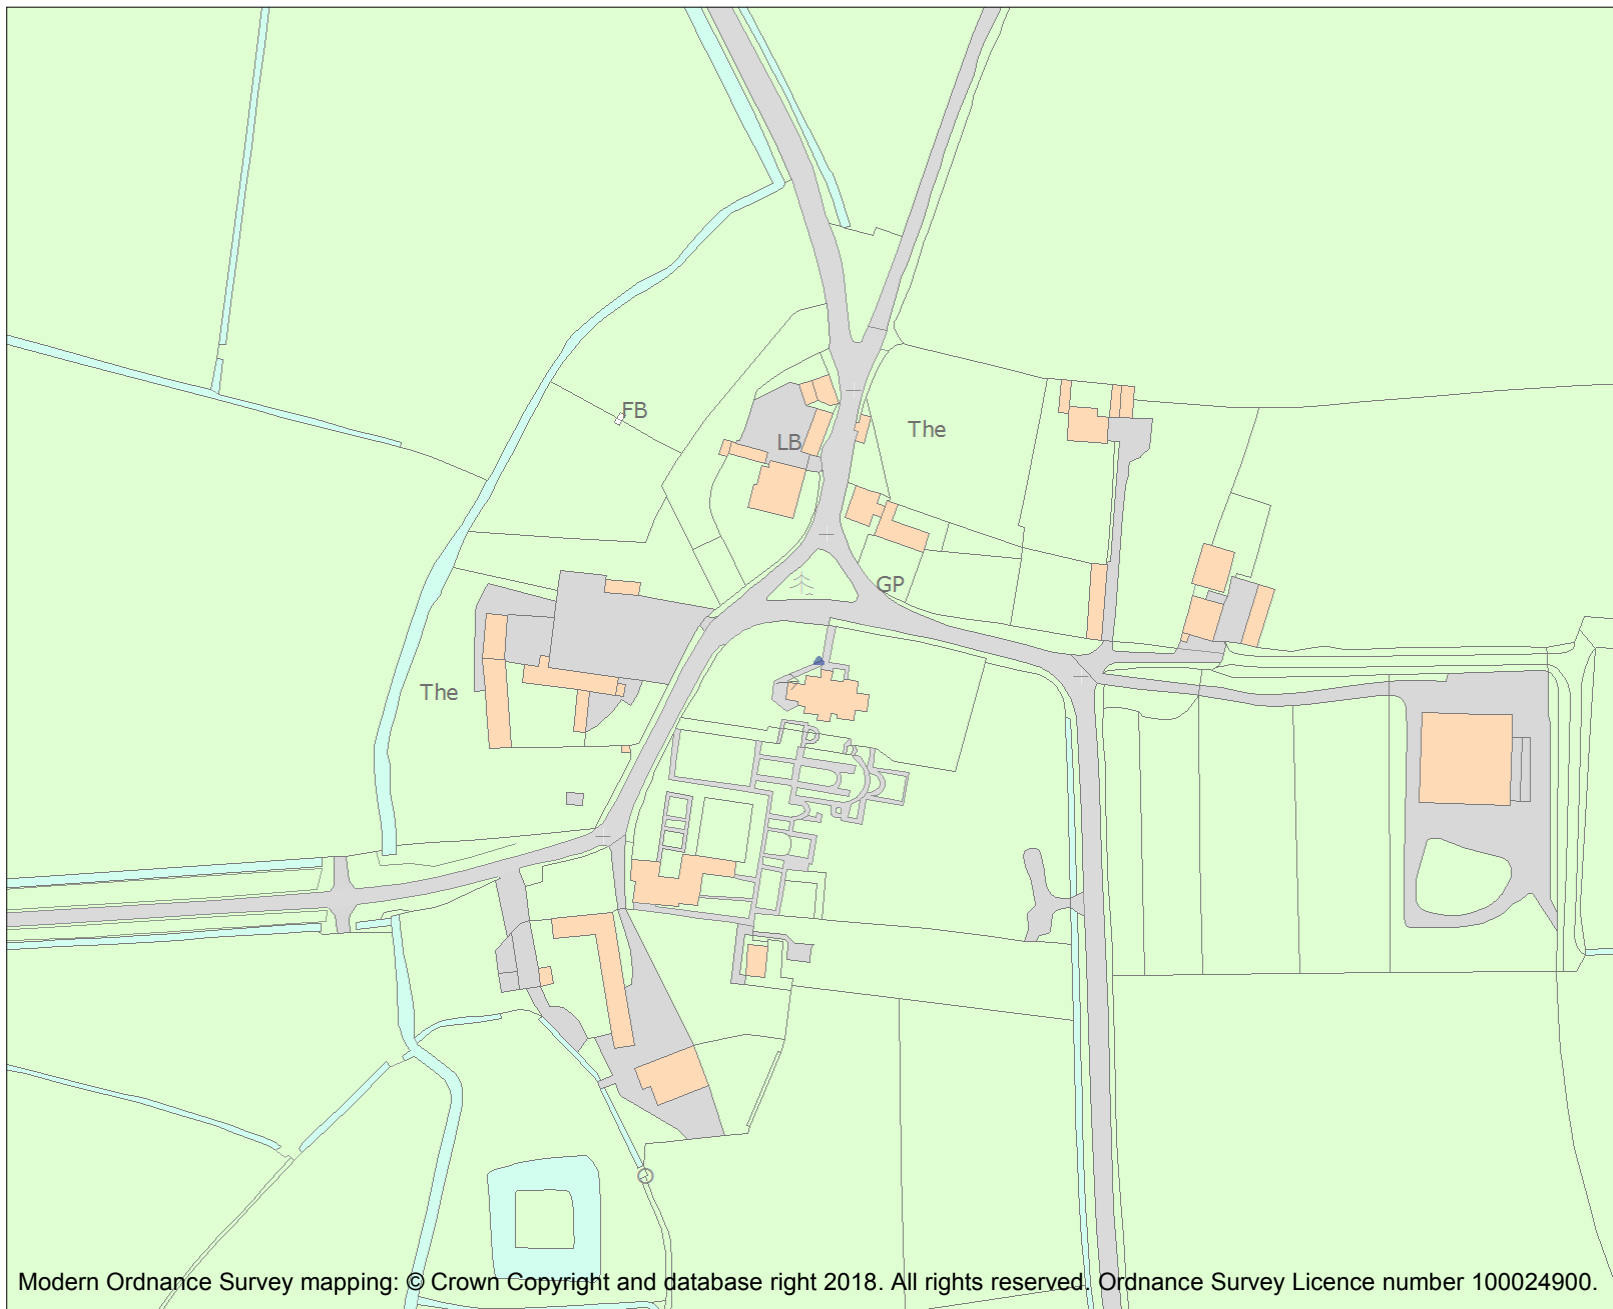 FB
The
LB
GP
The
Modern Ordnance Survey mapping: © Crown Copyright and database right 2018. All rights reserved. Ordnance Survey Licence number 100024900.